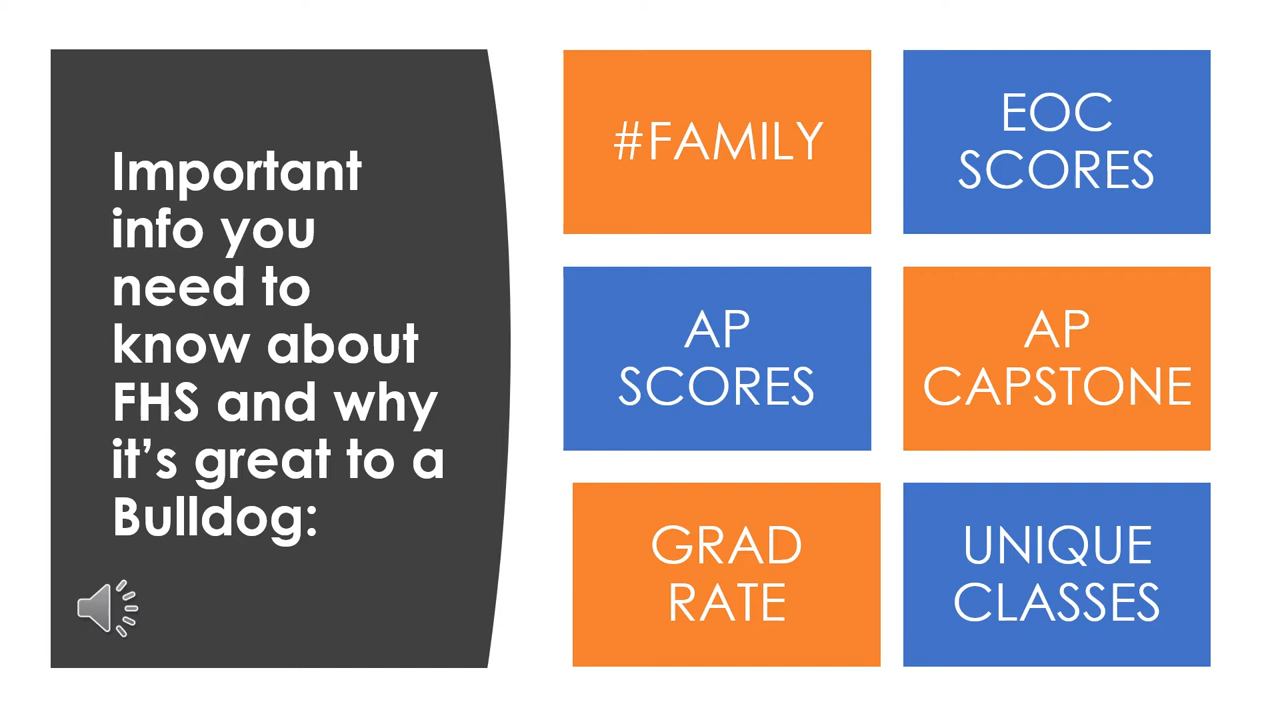 Important
info you
need to
know about
FHS and why
it’s great to a
Bulldog:
#FAMILY
EOC
SCORES
AP
SCORES
AP
CAPSTONE
GRAD
RATE
UNIQUE
CLASSES